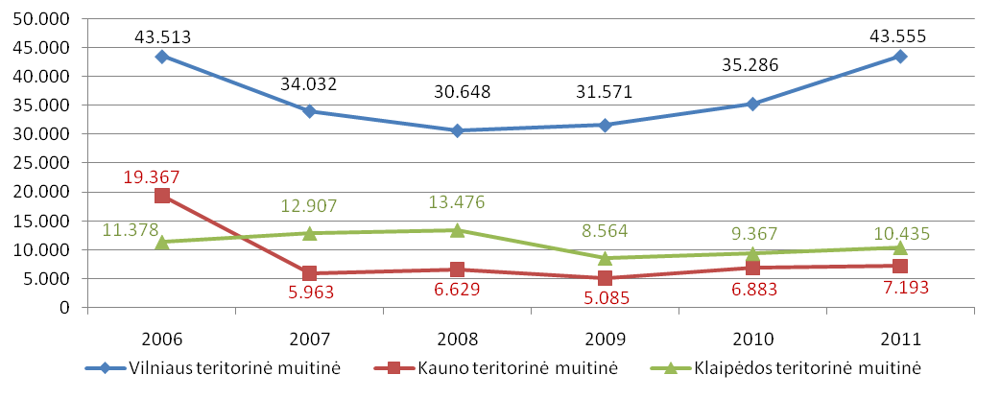 50.000
45.000
40.000
35.000
30.000
25.000
20.000
15.000
10.000
5.000
0
43.513 34.032 30.648 31.571 35.286 43.555
19.367 5.963 6.629 5.085 6.883 7.193
11.378 12.907 13.476 8.564 9.367 10.435
2006 2007 2008 2009 2010 2011
Vilniaus teritorinė muitinė Kauno teritorinė muitinė Klaipėdos teritorinė muitinė